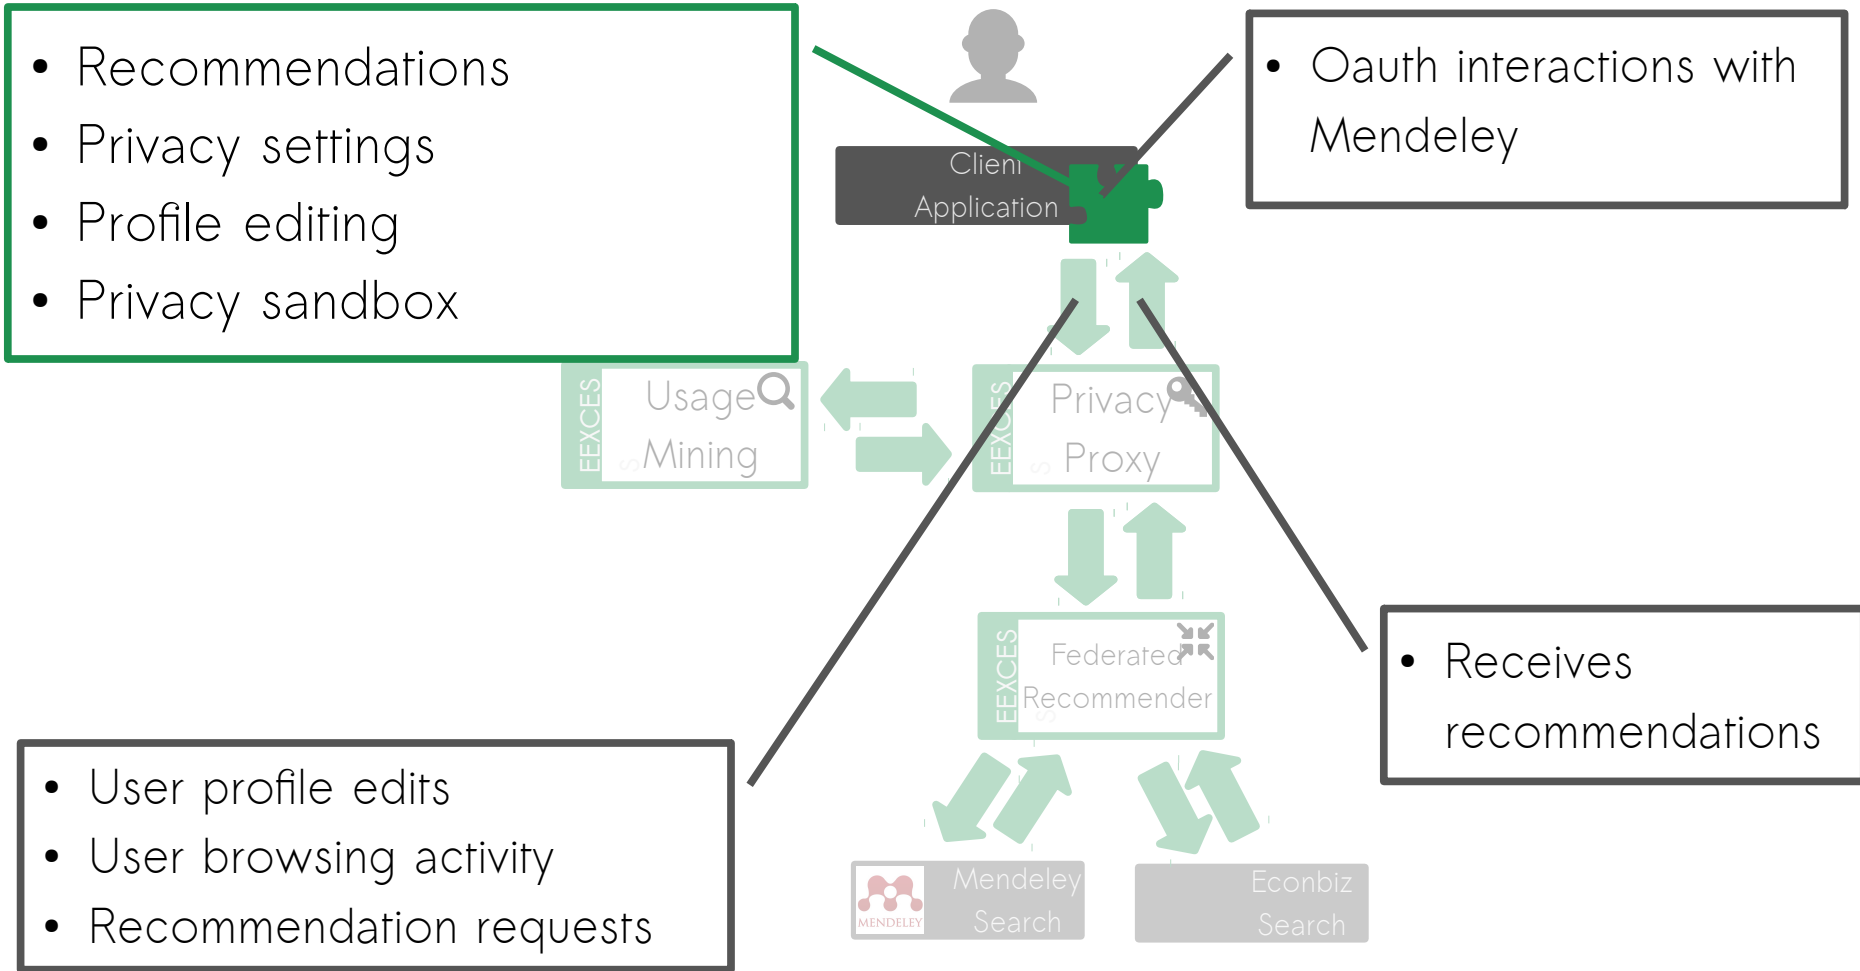 • Recommendations
• Privacy settings
• Profile editing
• Privacy sandbox
• Oauth interactions with
Mendeley
Client
Application
EEXCESS
Usage
Mining
EEXCESS
Privacy
Proxy
EEXCESS
Federated
Recommender
• Receives
recommendations
• User profile edits
• User browsing activity
• Recommendation requests
MENDELEY
Mendeley
Search
Econbiz
Search